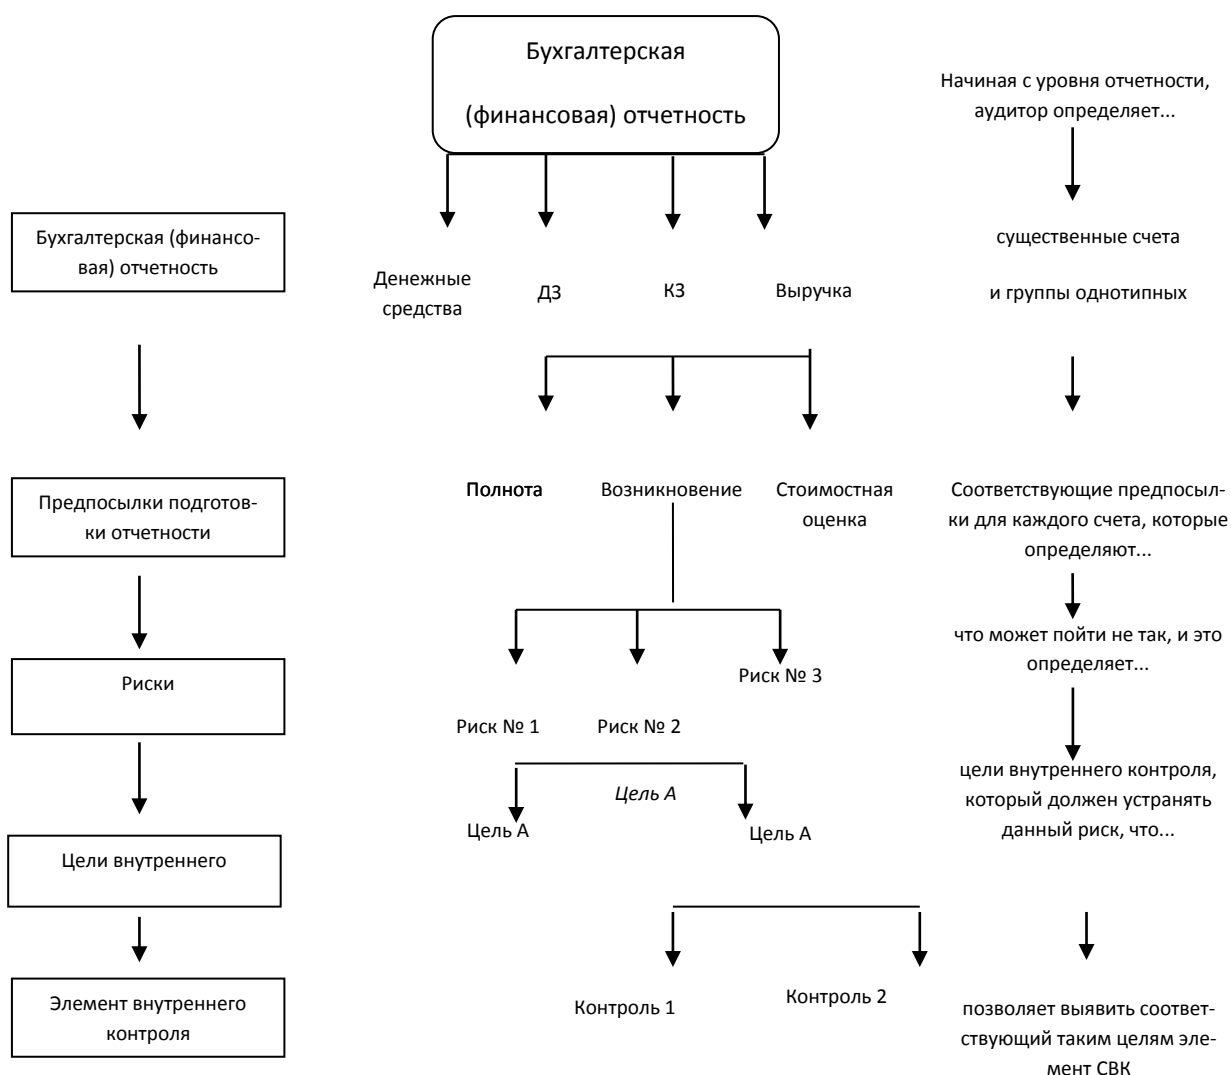 Бухгалтерская
(финансовая) отчетность
Начиная с уровня отчетности,
аудитор определяет...
Бухгалтерская (финансо-
вая) отчетность
Денежные
средства
ДЗ
КЗ
Выручка
существенные счета
и группы однотипных
Предпосылки подготов-
ки отчетности
Полнота
Возникновение
Стоимостная
оценка
Соответствующие предпосыл-
ки для каждого счета, которые
определяют...
что может пойти не так, и это
определяет...
Риски
Риск № 3
Риск № 1
Риск № 2
Цель А
Цель А
Цель А
цели внутреннего контроля,
который должен устранять
данный риск, что...
Цели внутреннего
Элемент внутреннего
контроля
Контроль 1
Контроль 2
позволяет выявить соответ-
ствующий таким целям эле-
мент СВК